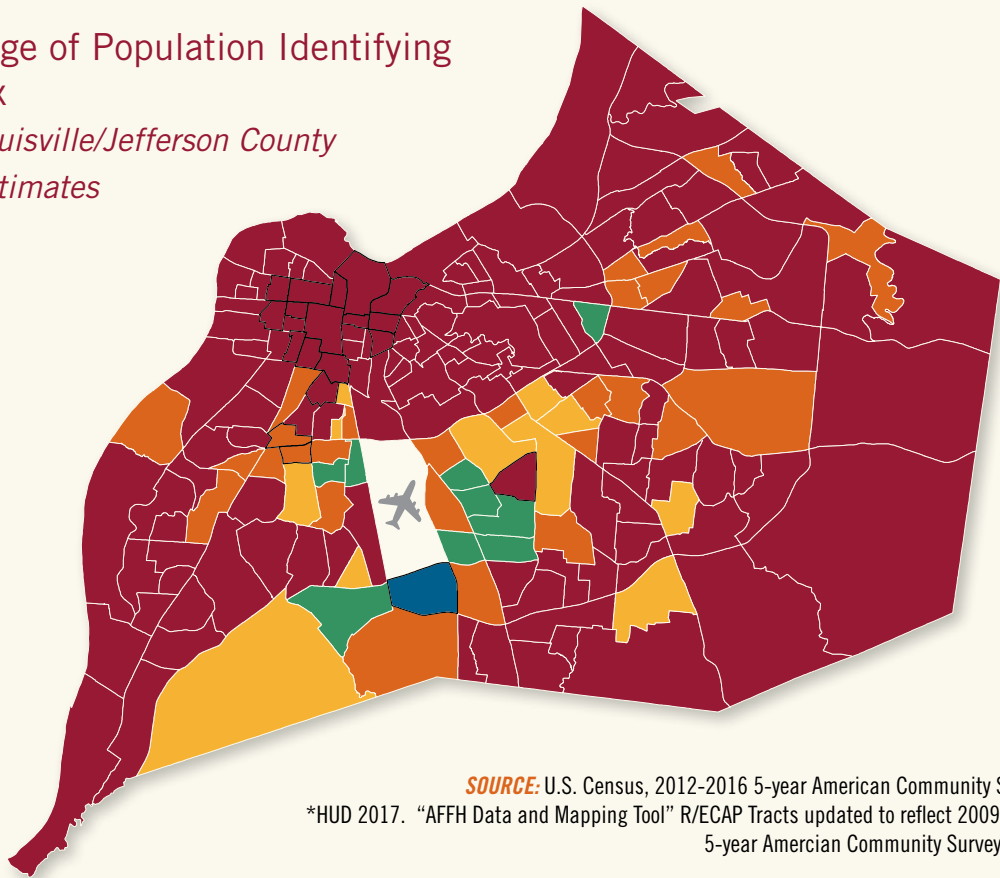 ge of Population Identifying
x
uisville/Jefferson County
timates
SOURCE: U.S. Census, 2012-2016 5-year American Community S
*HUD 2017. “AFFH Data and Mapping Tool” R/ECAP Tracts updated to reflect 2009
5-year Amercian Community Survey